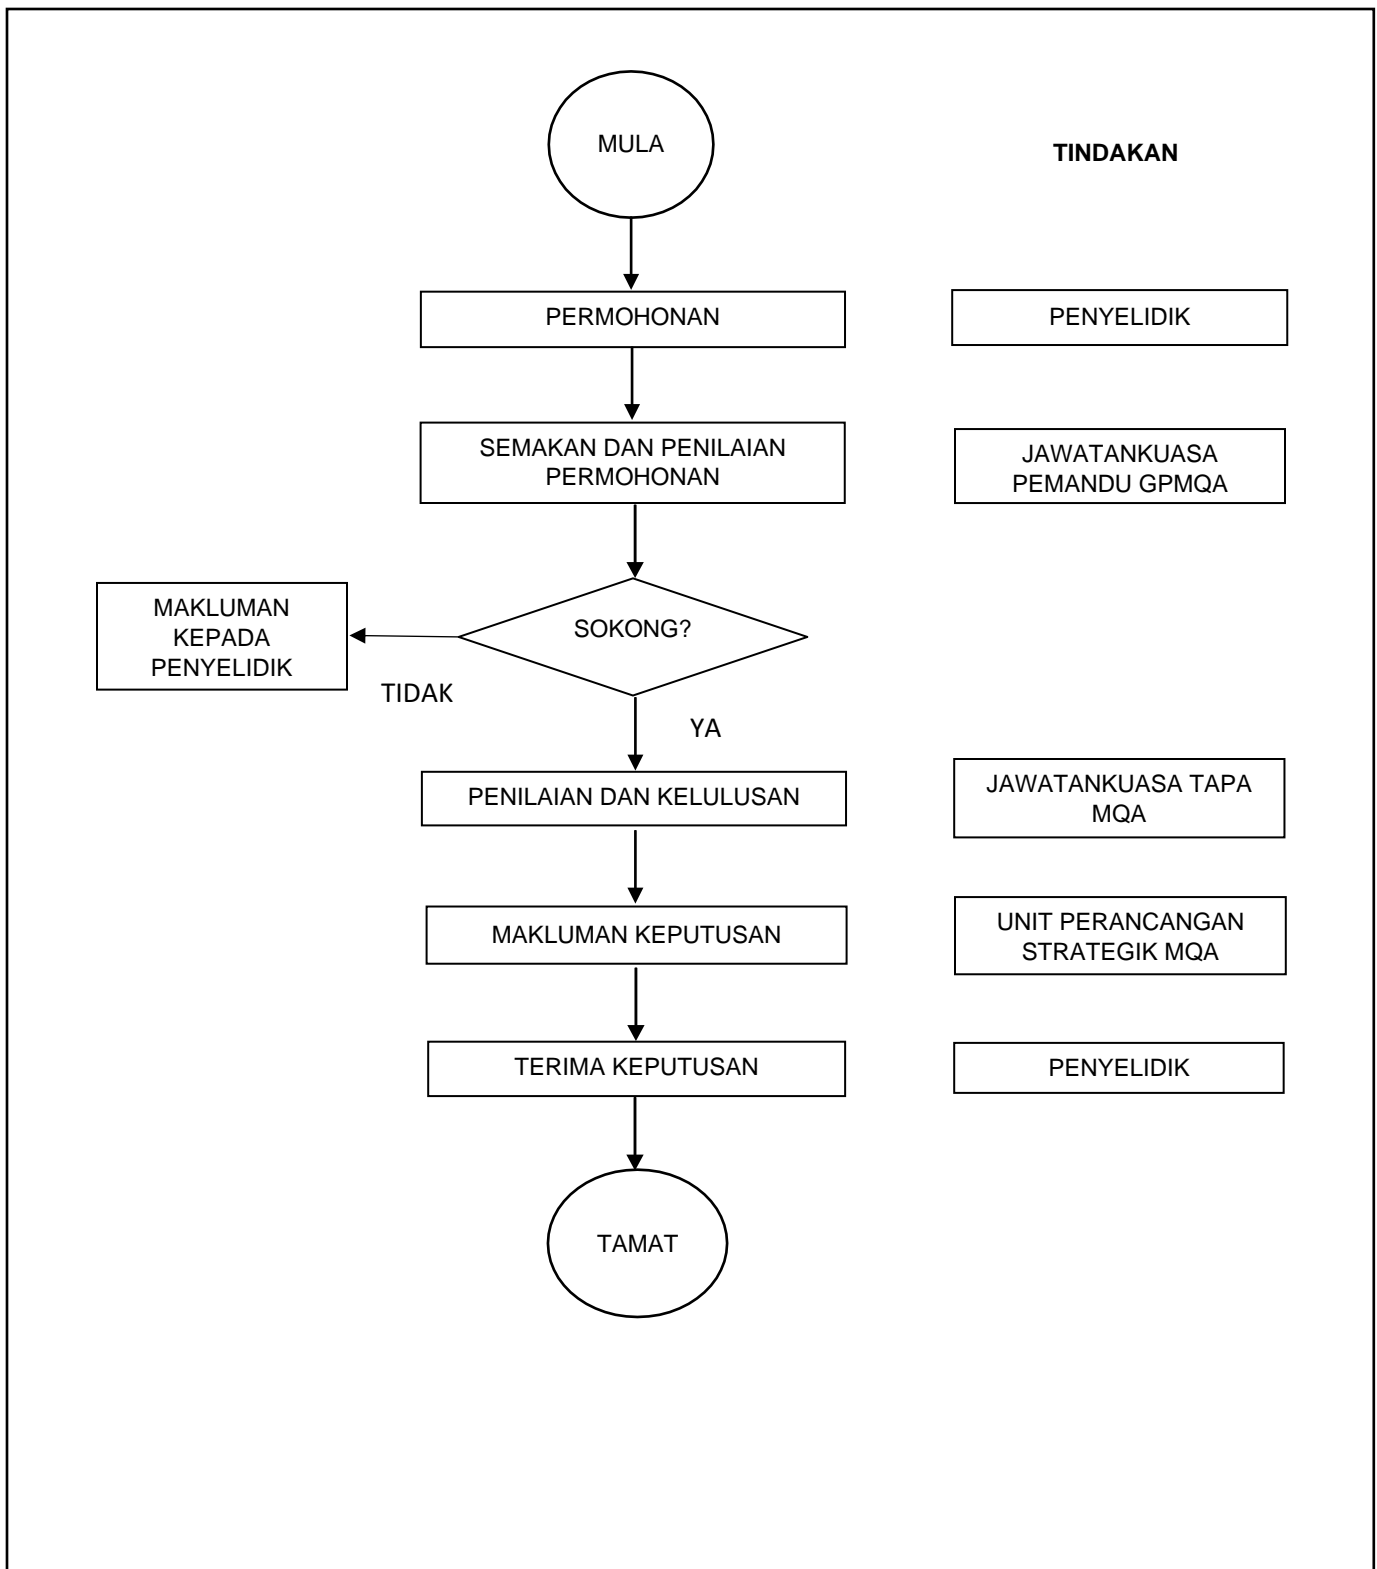 MULA
TINDAKAN
PERMOHONAN
PENYELIDIK
SEMAKAN DAN PENILAIAN
PERMOHONAN
JAWATANKUASA
PEMANDU GPMQA
MAKLUMAN
KEPADA
PENYELIDIK
SOKONG?
TIDAK
YA
PENILAIAN DAN KELULUSAN
JAWATANKUASA TAPA
MQA
MAKLUMAN KEPUTUSAN
UNIT PERANCANGAN
STRATEGIK MQA
TERIMA KEPUTUSAN
PENYELIDIK
TAMAT